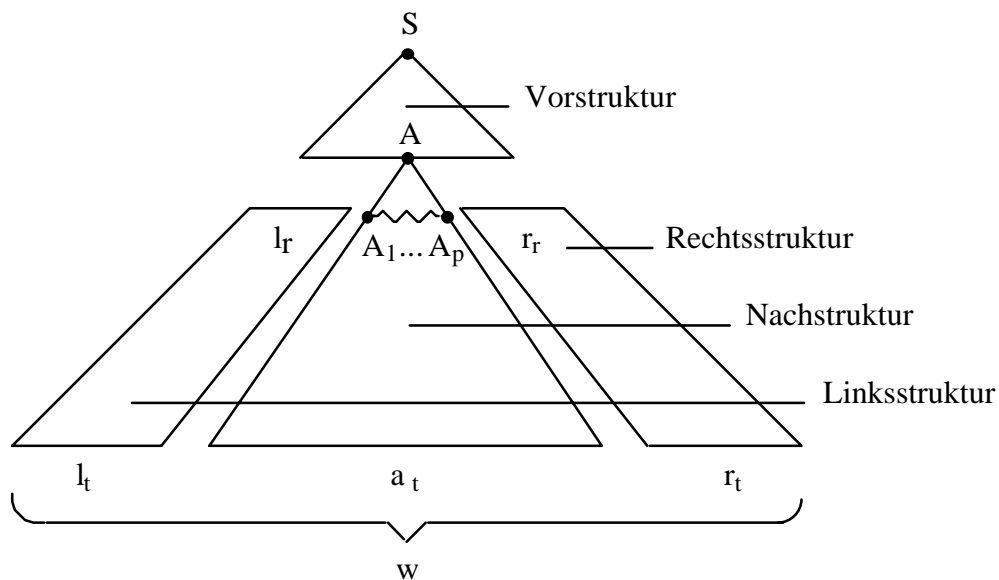 S
Vorstruktur
A
l_r A_1... A_p r_r Rechtsstruktur
Nachstruktur
Linksstruktur
l_t a_t r_t
w